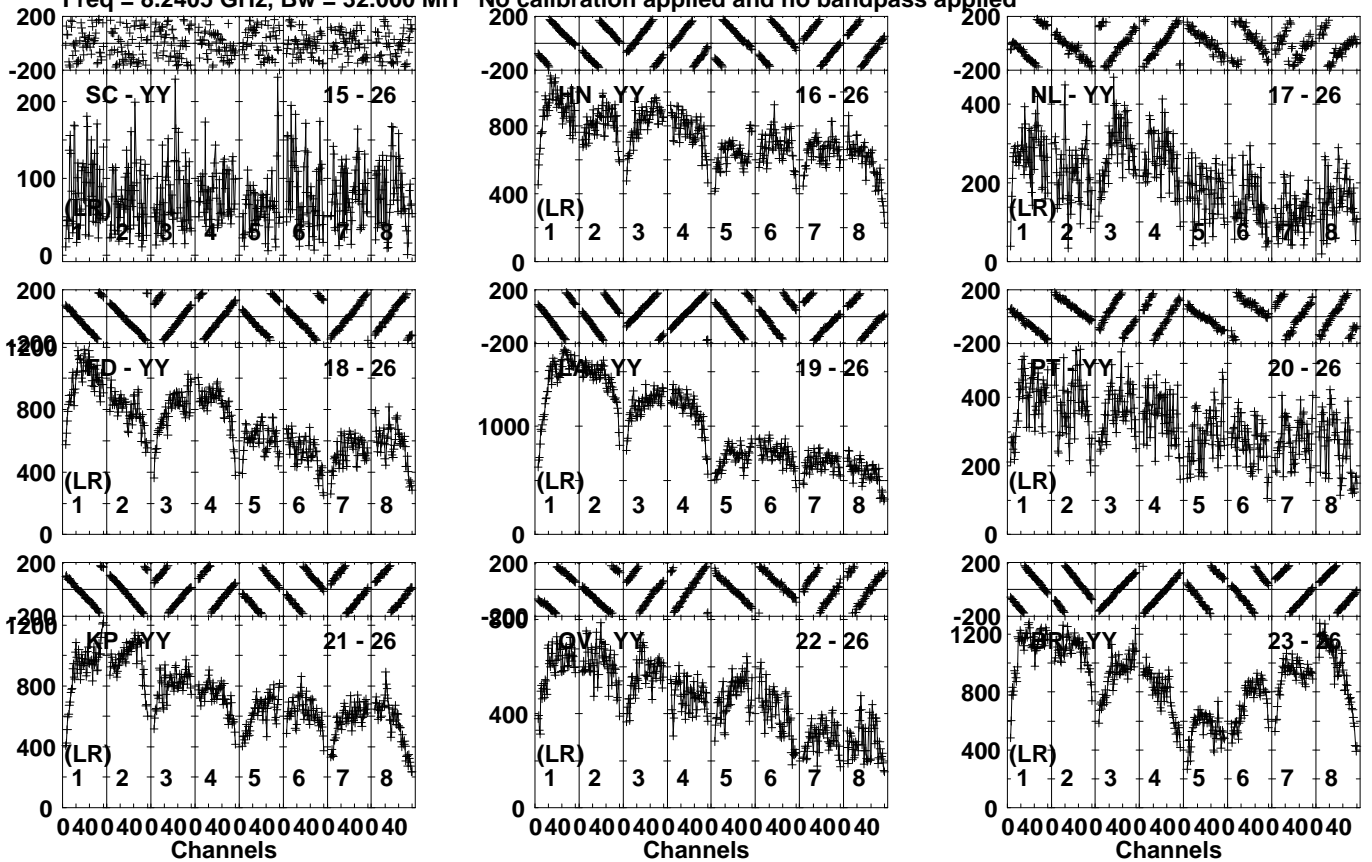 Freq = 8.2405 GHz, Bw = 32.000 MH No calibration applied and no bandpass applied
200 200 200
-200 -200 -200
SC - YY 15 - 26 HN - YY 16 - 26 NL - YY 17 - 26
200 800 400
100 400 200
(LR) (LR) (LR)
1 2 3 4 5 6 7 8 1 2 3 4 5 6 7 8 1 2 3 4 5 6 7 8
0 0 0
200 200 200
-200 -200 -200
1200
FD - YY 18 - 26 LA - YY 19 - 26 PT - YY 20 - 26
800 1000 400
400 200
(LR) (LR) (LR)
1 2 3 4 5 6 7 8 1 2 3 4 5 6 7 8 1 2 3 4 5 6 7 8
0 0 0
200 200 200
-200 -200 -200
1200 800 1200
KP - YY 21 - 26 OV - YY 22 - 26 BR - YY 23 - 26
800 400 800
400 400
(LR) (LR) (LR)
1 2 3 4 5 6 7 8 1 2 3 4 5 6 7 8 1 2 3 4 5 6 7 8
0 0 0
0 40 0 40 0 40 0 40 0 40 0 40 0 40 0 40 0 40 0 40 0 40 0 40 0 40 0 40 0 40 0 40 0 40 0 40 0 40 0 40 0 40 0 40 0 40 0 40
Channels Channels Channels